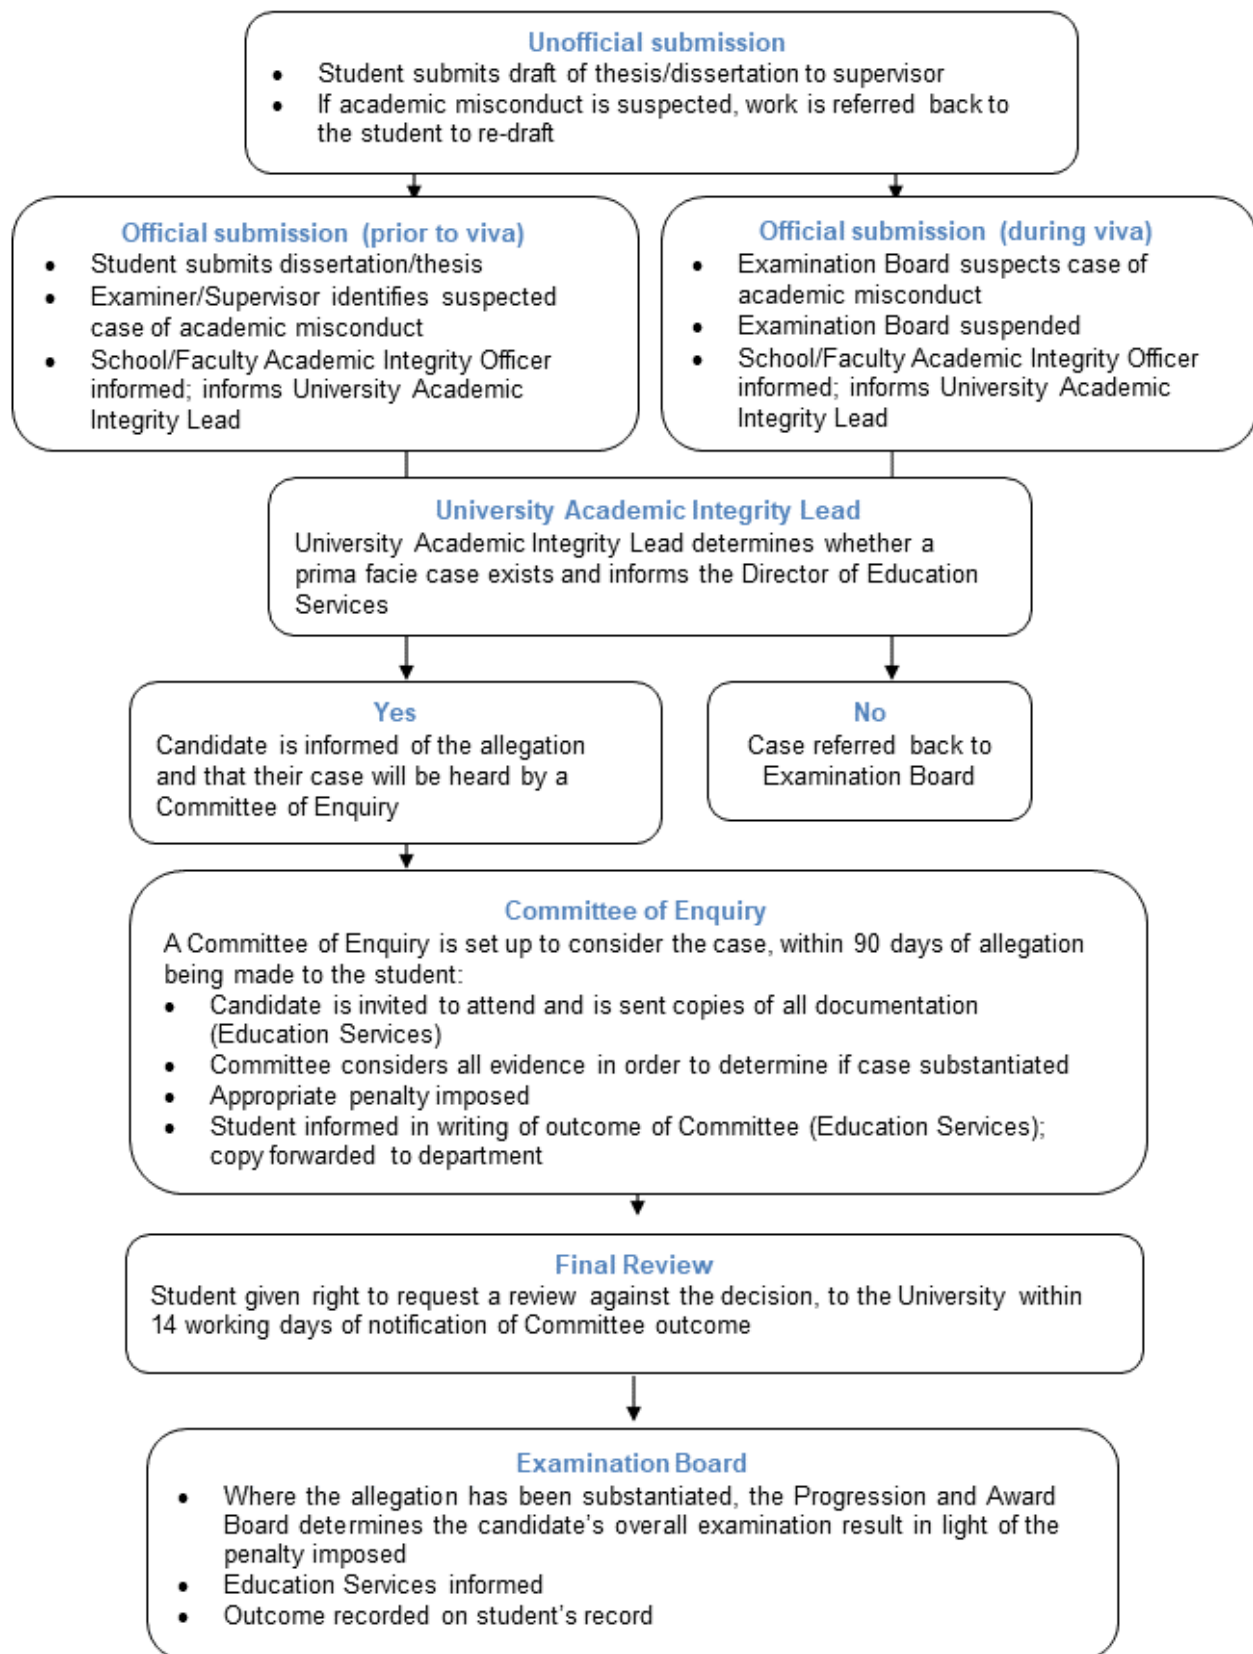 Unofficial submission
• Student submits draft of thesis/dissertation to supervisor
• If academic misconduct is suspected, work is referred back to
the student to re-draft
Official submission (prior to viva)
• Student submits dissertation/thesis
• Examiner/Supervisor identifies suspected
case of academic misconduct
• School/Faculty Academic Integrity Officer
informed; informs University Academic
Integrity Lead
Official submission (during viva)
• Examination Board suspects case of
academic misconduct
• Examination Board suspended
• School/Faculty Academic Integrity Officer
informed; informs University Academic
Integrity Lead
University Academic Integrity Lead
University Academic Integrity Lead determines whether a
prima facie case exists and informs the Director of Education
Services
Yes
Candidate is informed of the allegation
and that their case will be heard by a
Committee of Enquiry
No
Case referred back to
Examination Board
Committee of Enquiry
A Committee of Enquiry is set up to consider the case, within 90 days of allegation
being made to the student:
• Candidate is invited to attend and is sent copies of all documentation
(Education Services)
• Committee considers all evidence in order to determine if case substantiated
• Appropriate penalty imposed
• Student informed in writing of outcome of Committee (Education Services);
copy forwarded to department
Final Review
Student given right to request a review against the decision, to the University within
14 working days of notification of Committee outcome
Examination Board
• Where the allegation has been substantiated, the Progression and Award
Board determines the candidate's overall examination result in light of the
penalty imposed
• Education Services informed
• Outcome recorded on student's record